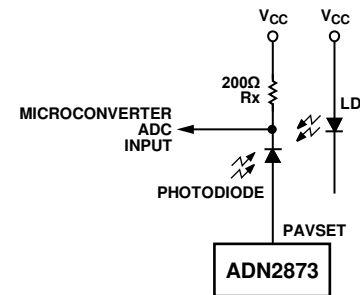 VCC
VCC
200Ω
Rx
MICROCONVERTER
ADC
INPUT
LD
PHOTODIODE
PAVSET
ADN2873